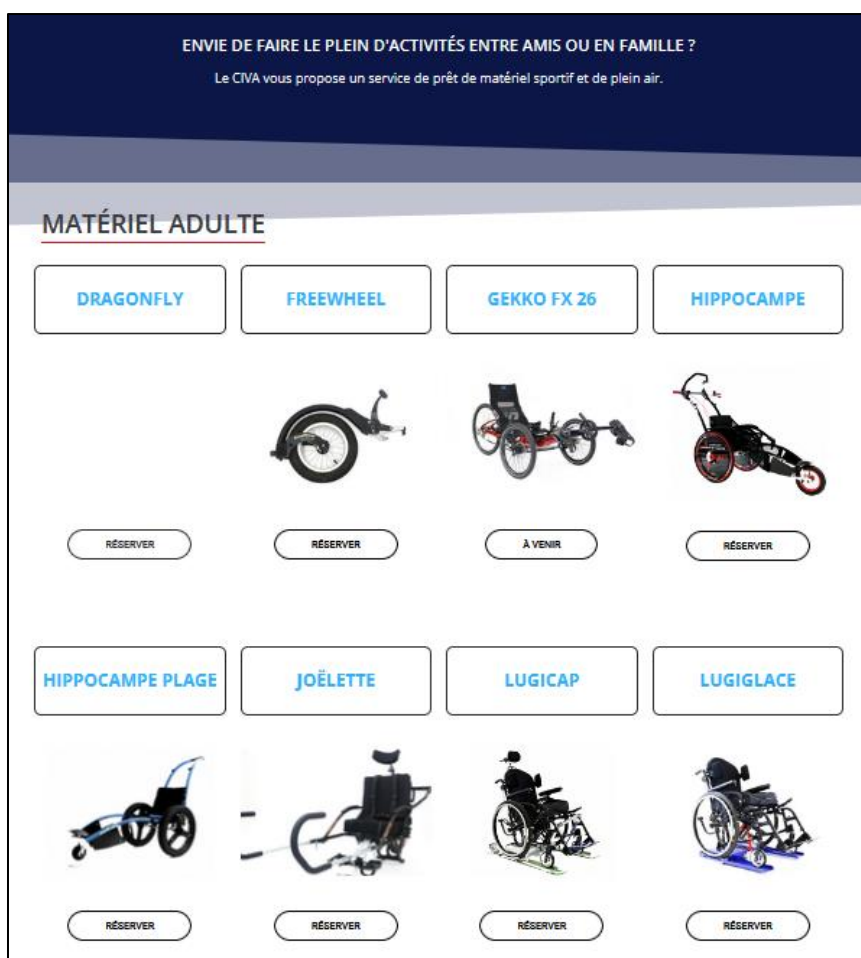 ENVIE DE FAIRE LE PLEIN D'ACTIVITÉS ENTRE AMIS OU EN FAMILLE ?
Le CIVA vous propose un service de prêt de matériel sportif et de plein air.
MATÉRIEL ADULTE
DRAGONFLY
FREEWHEEL
GEKKO FX 26
HIPPOCAMPE
RÉSERVER
RÉSERVER
À VENIR
RÉSERVER
HIPPOCAMPE PLAGE
JOËLETTE
LUGICAP
LUGIGLACE
RÉSERVER
RÉSERVER
RÉSERVER
RÉSERVER